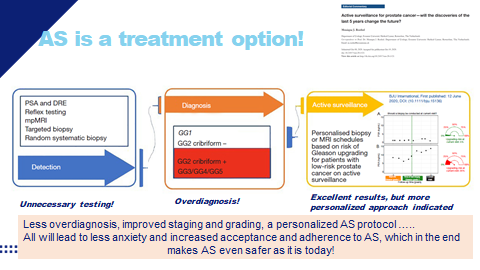 Active surveillance for prostate cancer—will the discoveries of the
last 5 years change the future?
AS is a treatment option!
PSA and DRE
Reflex testing
npMRI
Targeted biopsy
Random systematic biopsy
Detection
Diagnosis
GG1
GG2 cribriform –
GG2 cribriform +
GG3/GG4/GG5
Active surveillance
BJU International, First published: 12 June
2020, DOI: (10.1111/bju.15136)
Personalised biopsy
or MRI schedules
based on risk of
Gleason upgrading
for patients with
low-risk prostate
cancer on active
surveillance
Unnecessary testing!
Overdiagnosis!
Excellent results, but more
personalized approach indicated
Less overdiagnosis, improved staging and grading, a personalized AS protocol .....
All will lead to less anxiety and increased acceptance and adherence to AS, which in the end
makes AS even safer as it is today!